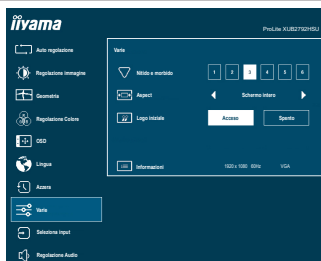 iiyama
ProLite XUB2792HSU
Auto regolazione
Regolazione Immagine
Geometria
Regolazione Colore
OSD
Lingua
Azzera
Varie
Seleziona input
Regolazione Audio
Varie
Nitido e morbido 1 2 3 4 5 6
Aspect Schermo intero
Logo iniziale Acceso Spento
Informazioni 1920 x 1080 60Hz VGA